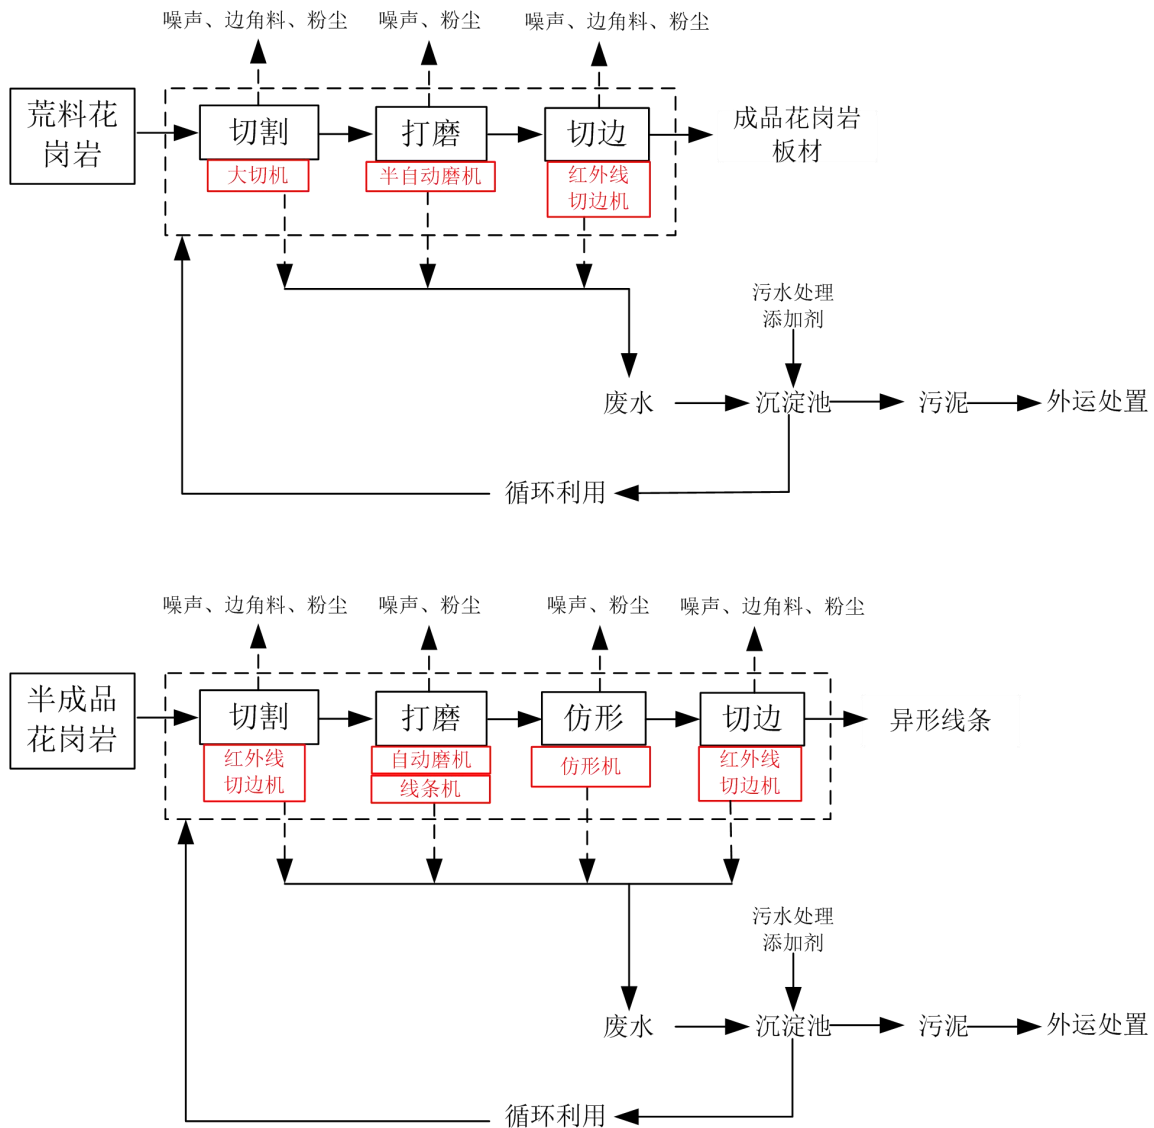 噪声、边角料、粉尘
噪声、粉尘
噪声、边角料、粉尘
荒料花
岗岩
切割
打磨
切边
成品花岗岩
板材
大切机
半自动磨机
红外线
切边机
污水处理
添加剂
废水
沉淀池
污泥
外运处置
循环利用
噪声、边角料、粉尘
噪声、粉尘
噪声、粉尘
噪声、边角料、粉尘
半成品
花岗岩
切割
打磨
仿形
切边
异形线条
红外线
切边机
自动磨机
线条机
仿形机
红外线
切边机
污水处理
添加剂
废水
沉淀池
污泥
外运处置
循环利用